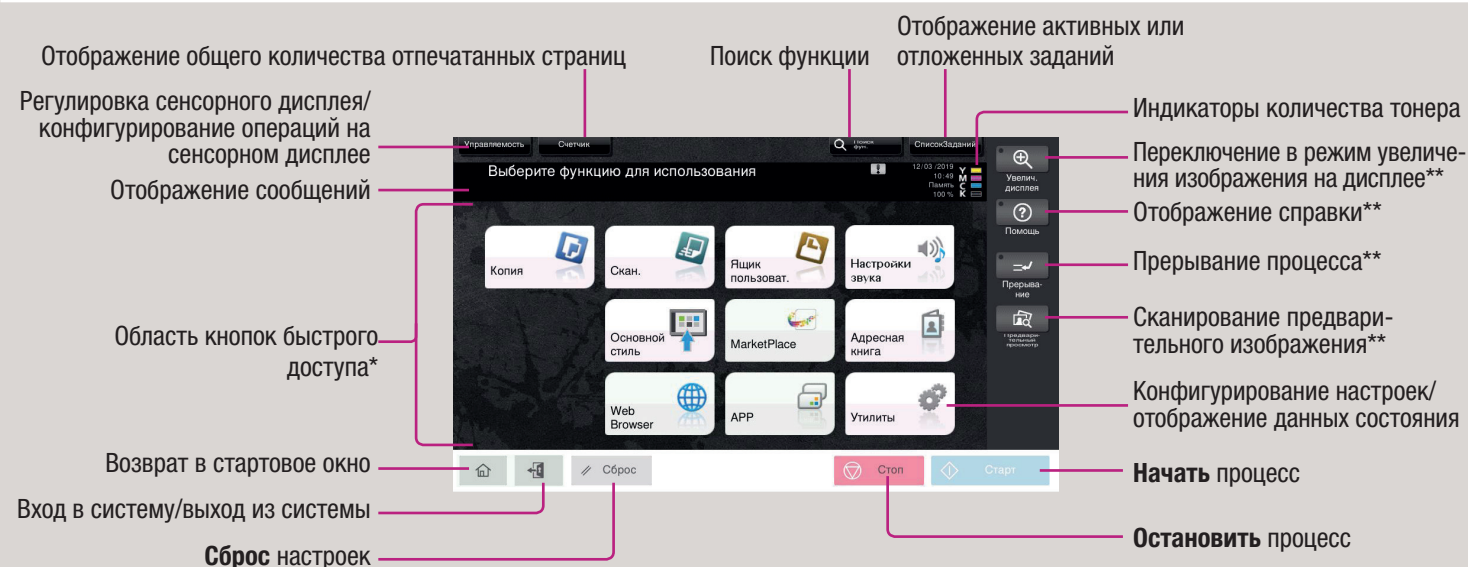 Отображение активных или
отложенных заданий
Отображение общего количества отпечатанных страниц
Поиск функции
Регулировка сенсорного дисплея/
конфигурирование операций на
сенсорном дисплее
Отображение сообщений
Область кнопок быстрого
доступа*
Возврат в стартовое окно
Вход в систему/выход из системы
Сброс настроек
Управляемость
Счетчик
Поиск
фун.
СписокЗаданий
Выберите функцию для использования
12/03 /2019
10:49
Память
100 %
Y
M
C
K
Копия
Скан.
Ящик
пользоват.
Настройки
звука
Основной
стиль
MarketPlace
Адресная
книга
Web
Browser
APP
Утилиты
Увелич.
дисплея
Помощь
Прерыва-
ние
Предвари-
тельный
просмотр
Сброс
Стоп
Старт
Индикаторы количества тонера
Переключение в режим увеличе-
ния изображения на дисплее**
Отображение справки**
Прерывание процесса**
Сканирование предвари-
тельного изображения**
Конфигурирование настроек/
отображение данных состояния
Начать процесс
Остановить процесс